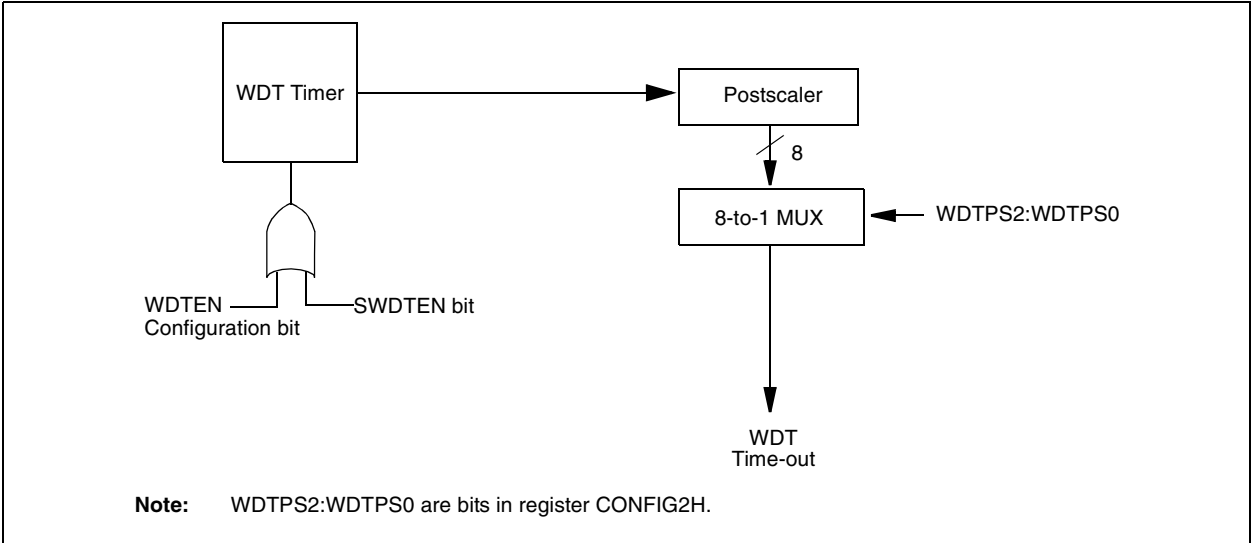 WDT Timer
Postscaler
8
8-to-1 MUX
WDTPS2:WDTPS0
WDTEN
Configuration bit
SWDTEN bit
WDT
Time-out
Note: WDTPS2:WDTPS0 are bits in register CONFIG2H.